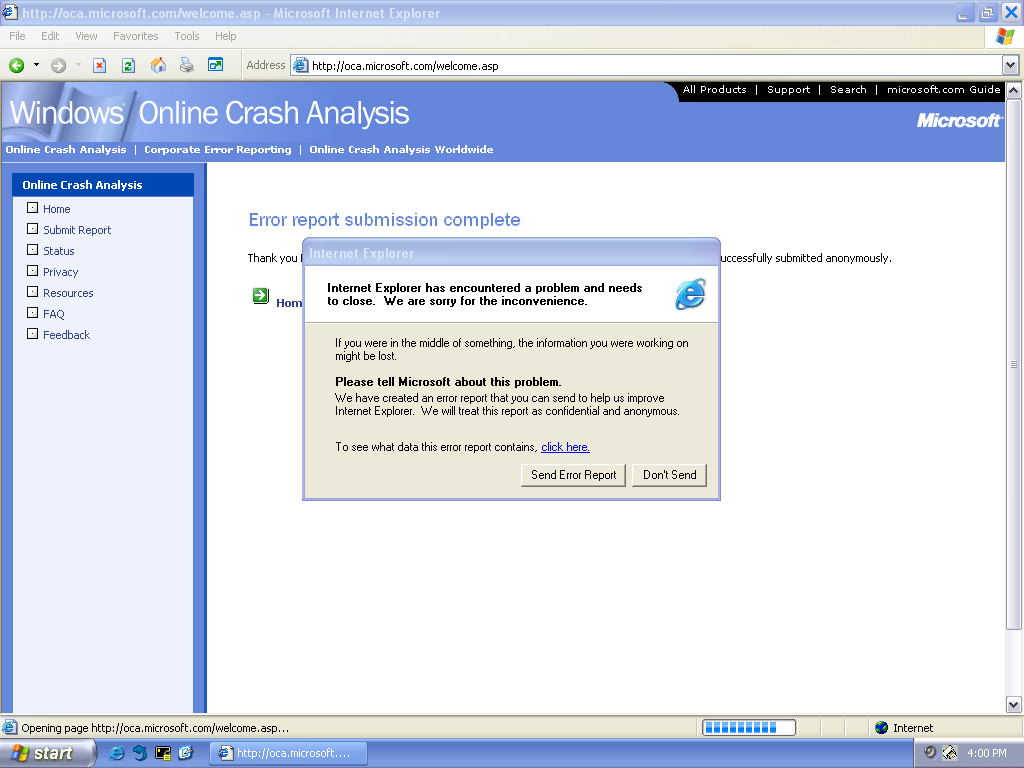 http://oca.microsoft.com/welcome.asp - Microsoft Internet Explorer
File Edit View Favorites Tools Help
Address http://oca.microsoft.com/welcome.asp
All Products | Support | Search | microsoft.com Guide
Windows Online Crash Analysis
Microsoft
Online Crash Analysis | Corporate Error Reporting | Online Crash Analysis Worldwide
Online Crash Analysis
Home
Submit Report
Status
Privacy
Resources
FAQ
Feedback
Error report submission complete
Thank you
uccessfully submitted anonymously.
Hom
Internet Explorer
Internet Explorer has encountered a problem and needs
to close. We are sorry for the inconvenience.
If you were in the middle of something, the information you were working on
might be lost.
Please tell Microsoft about this problem.
We have created an error report that you can send to help us improve
Internet Explorer. We will treat this report as confidential and anonymous.
To see what data this error report contains, click here.
Send Error Report Don't Send
Opening page http://oca.microsoft.com/welcome.asp...
Internet
start
http://oca.microsoft....
4:00 PM